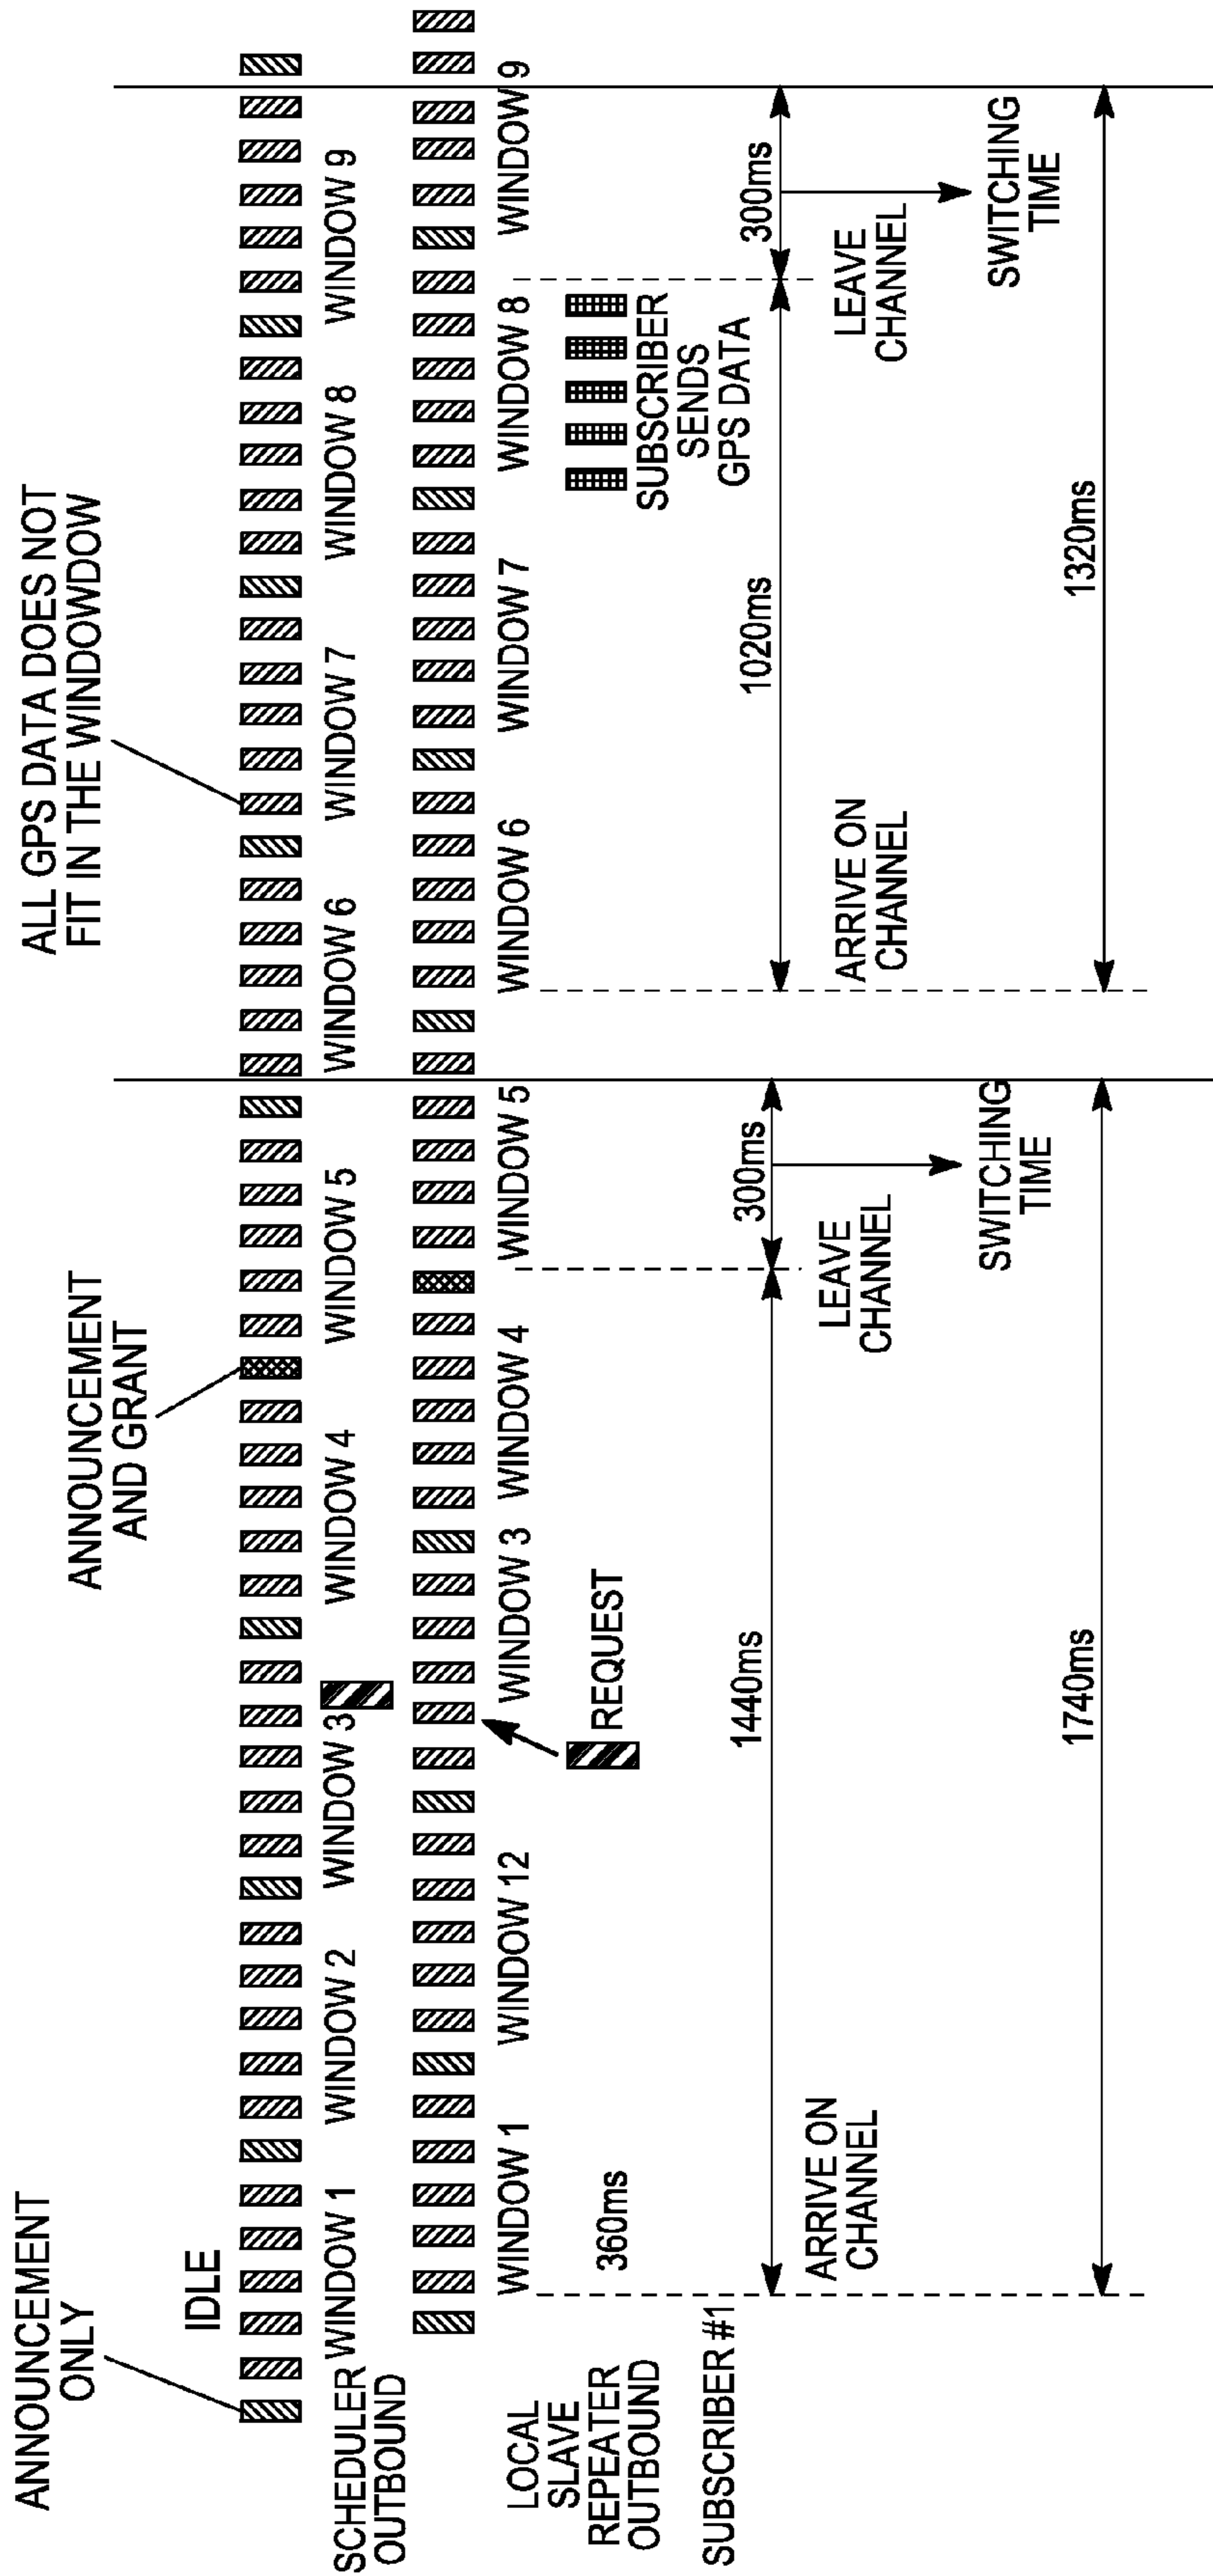 ANNOUNCEMENT
ONLY
IDLE
ANNOUNCEMENT
AND GRANT
ALL GPS DATA DOES NOT
FIT IN THE WINDOWDOW
SCHEDULER
OUTBOUND
WINDOW 1
WINDOW 2
WINDOW 3
WINDOW 4
WINDOW 5
WINDOW 6
WINDOW 7
WINDOW 8
WINDOW 9
LOCAL
SLAVE
REPEATER
OUTBOUND
WINDOW 1
WINDOW 12
WINDOW 3
WINDOW 4
WINDOW 5
WINDOW 6
WINDOW 7
WINDOW 8
WINDOW 9
360ms
REQUEST
SUBSCRIBER
SENDS
GPS DATA
SUBSCRIBER #1
1440ms
300ms
1020ms
300ms
ARRIVE ON
CHANNEL
LEAVE
CHANNEL
ARRIVE ON
CHANNEL
LEAVE
CHANNEL
SWITCHING
TIME
SWITCHING
TIME
1740ms
1320ms